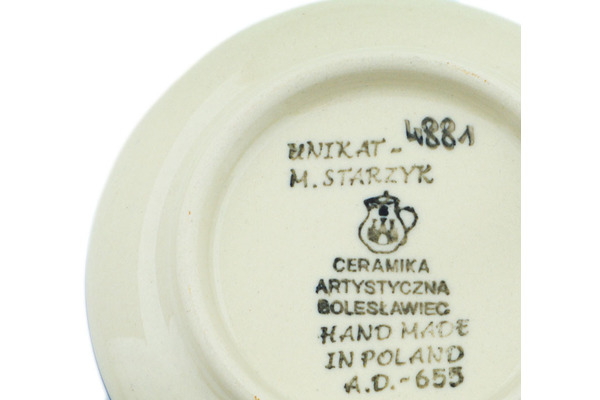 UNIKAT - 4881
M. STARZYK
CERAMIKA
ARTYSTYCZNA
BOLESŁAWIEC
HAND MADE
IN POLAND
A.D. - 655